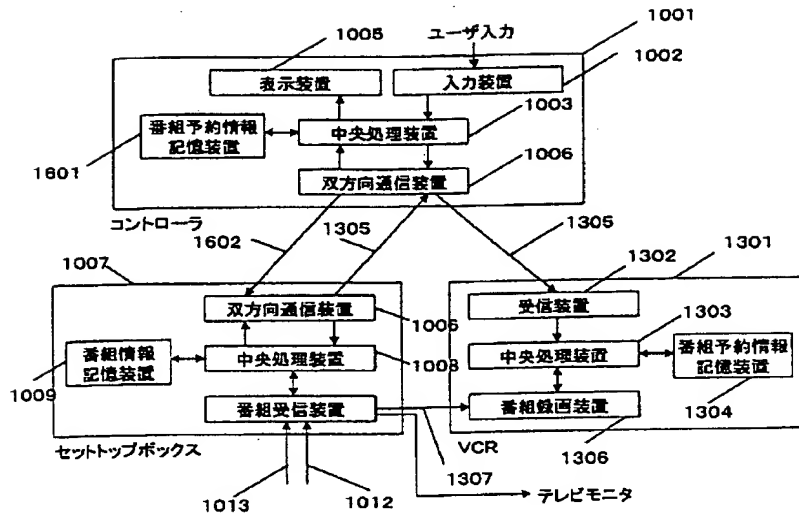 1005
ユーザ入力
1001
1002
表示装置
入力装置
1003
番組予約情報
記憶装置
中央処理装置
1006
1601
双方向通信装置
コントローラ
1602
1305
1305
1007
1302
1301
双方向通信装置
1006
受信装置
1303
番組情報
記憶装置
中央処理装置
1008
中央処理装置
番組予約情報
記憶装置
1009
番組受信装置
番組録画装置
1304
セットトップボックス
VCR
1306
1307
1013
1012
テレビモニタ